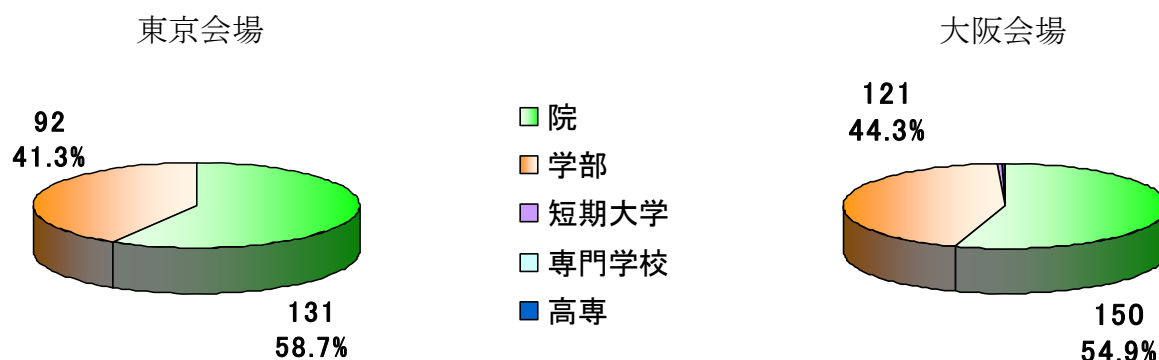 東京会場
大阪会場
92
41.3%
131
58.7%
院
学部
短期大学
専門学校
高専
121
44.3%
150
54.9%